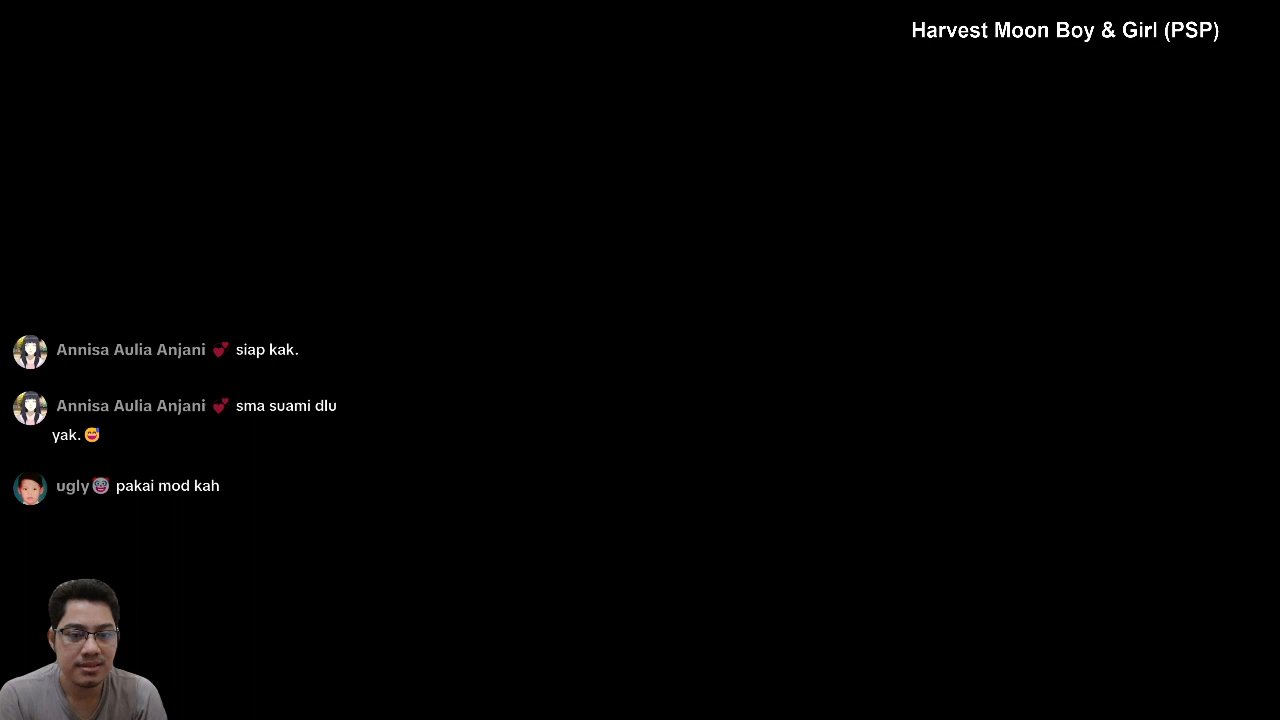 Harvest Moon Boy & Girl (PSP)
Annisa Aulia Anjani 💞 siap kak.
Annisa Aulia Anjani 💞 sma suami dlu
yak. 😅
ugly🤡 pakai mod kah